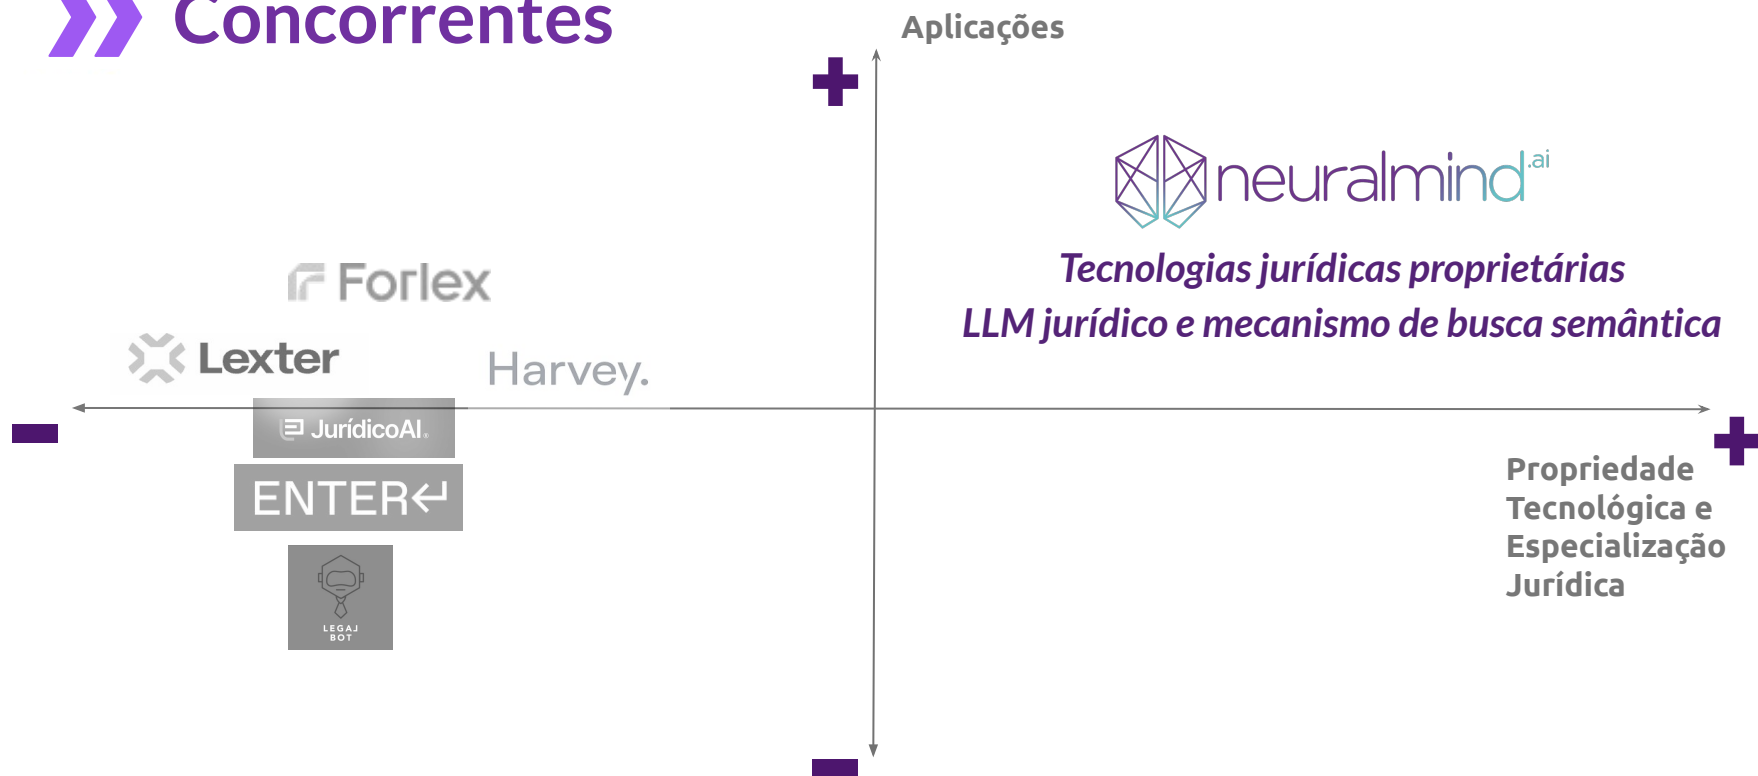 Concorrentes
Aplicações
neuralmind.ai
Tecnologias jurídicas proprietárias
LLM jurídico e mecanismo de busca semântica
Forlex
Lexter
Harvey.
JurídicoAI®
ENTER
Propriedade
Tecnológica e
Especialização
Jurídica
LEGAL
BOT